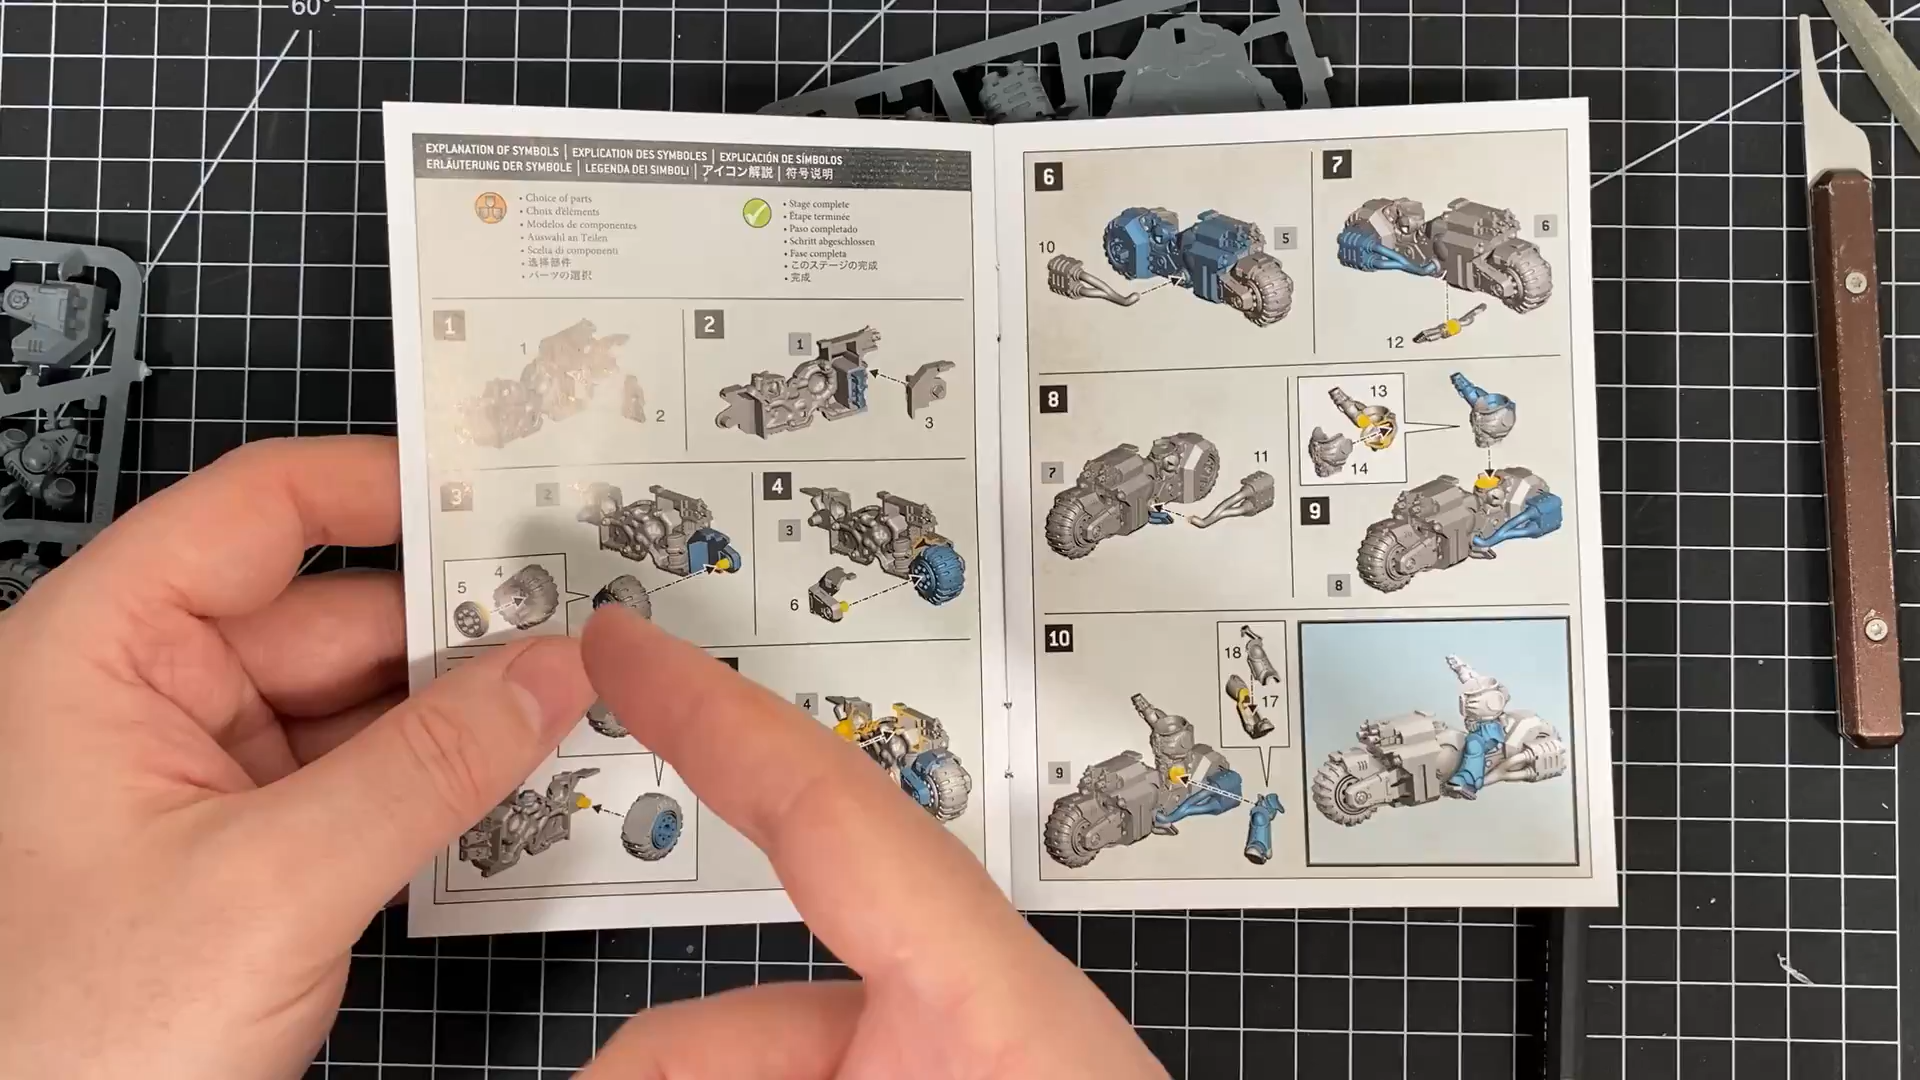 60°
EXPLANATION OF SYMBOLS | EXPLICATION DES SYMBOLES | EXPLICACIÓN DE SÍMBOLOS
ERLÄUTERUNG DER SYMBOLE | LEGENDA DEI SIMBOLI | アイコン解説 | 符号说明
• Choice of parts
• Choix d'éléments
• Modelos de componentes
• Auswahl an Teilen
• Scelta di componenti
• 选择部件
• パーツの選択
• Stage complete
• Étape terminée
• Paso completado
• Schritt abgeschlossen
• Fase completa
• このステージの完成
• 完成
1
1
2
2
1
3
3
2
5
4
4
3
6
4
6
10
5
7
6
12
8
7
11
13
14
9
8
10
18
17
9